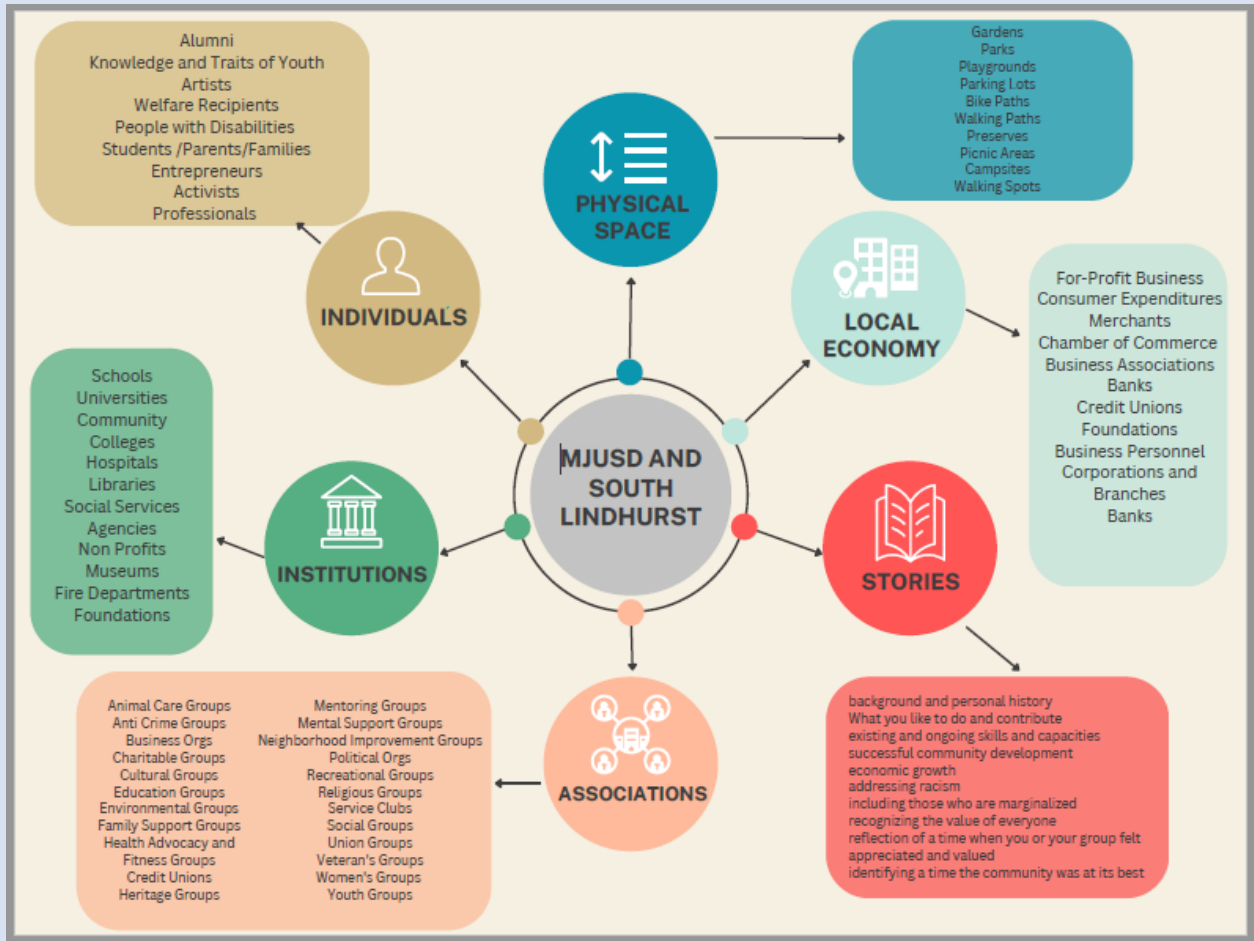 Alumni
Knowledge and Traits of Youth
Artists
Welfare Recipients
People with Disabilities
Students /Parents/Families
Entrepreneurs
Activists
Professionals
INDIVIDUALS
PHYSICAL
SPACE
Gardens
Parks
Playgrounds
Parking Lots
Bike Paths
Walking Paths
Preserves
Picnic Areas
Campsites
Walking Spots
LOCAL
ECONOMY
For-Profit Business
Consumer Expenditures
Merchants
Chamber of Commerce
Business Associations
Banks
Credit Unions
Foundations
Business Personnel
Corporations and
Branches
Banks
MJUSD AND
SOUTH
LINDHURST
Schools
Universities
Community
Colleges
Hospitals
Libraries
Social Services
Agencies
Non Profits
Museums
Fire Departments
Foundations
INSTITUTIONS
STORIES
background and personal history
What you like to do and contribute
existing and ongoing skills and capacities
successful community development
economic growth
addressing racism
including those who are marginalized
recognizing the value of everyone
reflection of a time when you or your group felt
appreciated and valued
identifying a time the community was at its best
ASSOCIATIONS
Animal Care Groups
Anti Crime Groups
Business Orgs
Charitable Groups
Cultural Groups
Education Groups
Environmental Groups
Family Support Groups
Health Advocacy and
Fitness Groups
Credit Unions
Heritage Groups
Mentoring Groups
Mental Support Groups
Neighborhood Improvement Groups
Political Orgs
Recreational Groups
Religious Groups
Service Clubs
Social Groups
Union Groups
Veteran's Groups
Women's Groups
Youth Groups